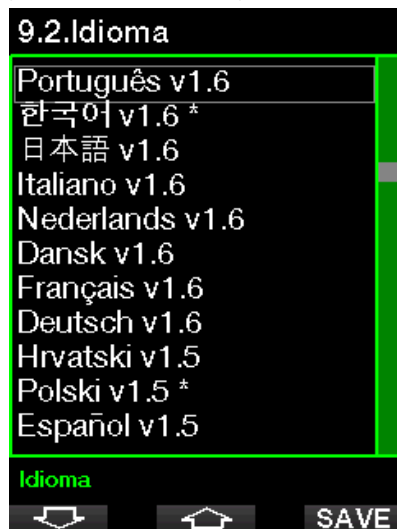 9.2.Idioma
Português v1.6
한국어 v1.6 *
日本語 v1.6
Italiano v1.6
Nederlands v1.6
Dansk v1.6
Français v1.6
Deutsch v1.6
Hrvatski v1.5
Polski v1.5 *
Español v1.5
Idioma
SAVE